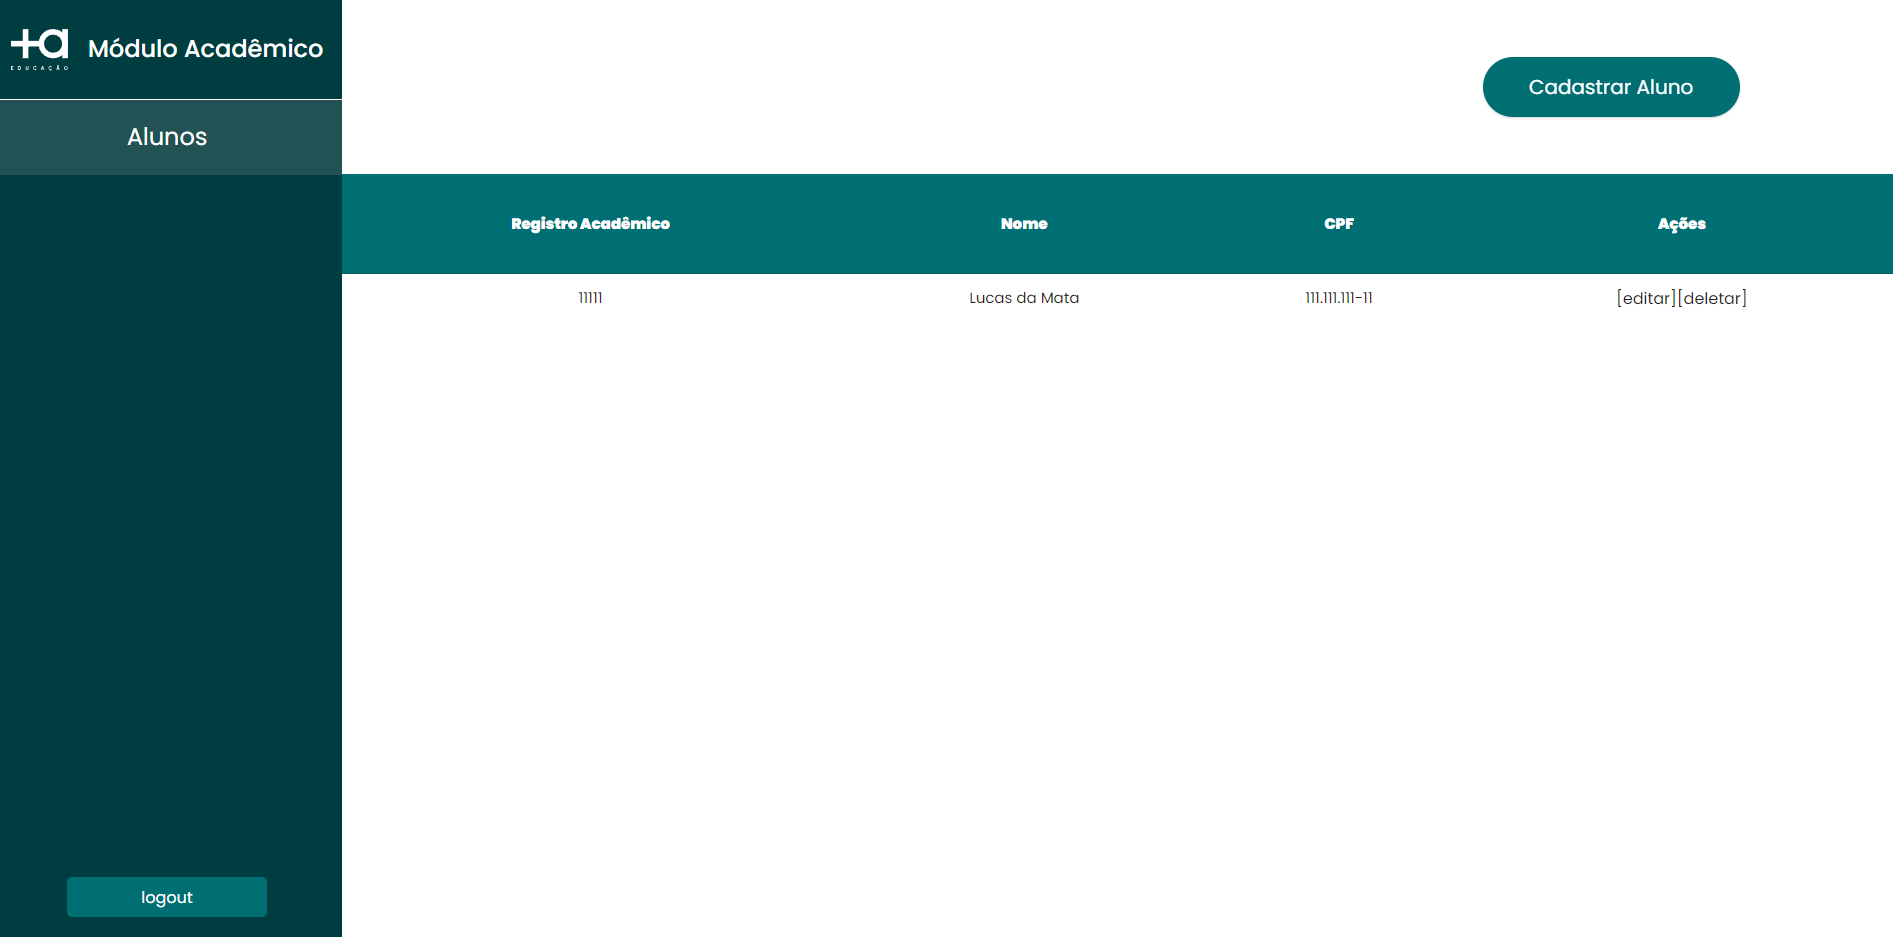 +a
EDUCAÇÃO
Módulo Acadêmico
Cadastrar Aluno
Alunos
Registro Acadêmico Nome CPF Ações
11111 Lucas da Mata 111.111.111-11 [editar][deletar]
logout